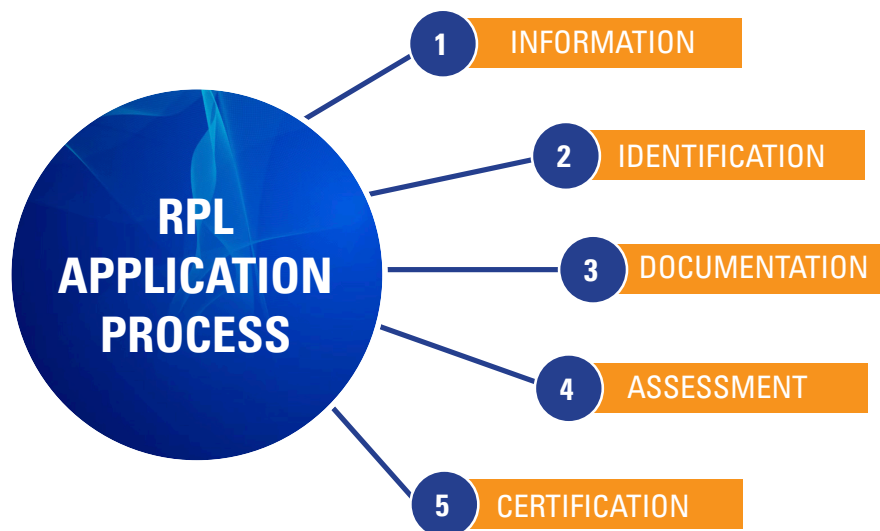 RPL
APPLICATION
PROCESS
1 INFORMATION
2 IDENTIFICATION
3 DOCUMENTATION
4 ASSESSMENT
5 CERTIFICATION